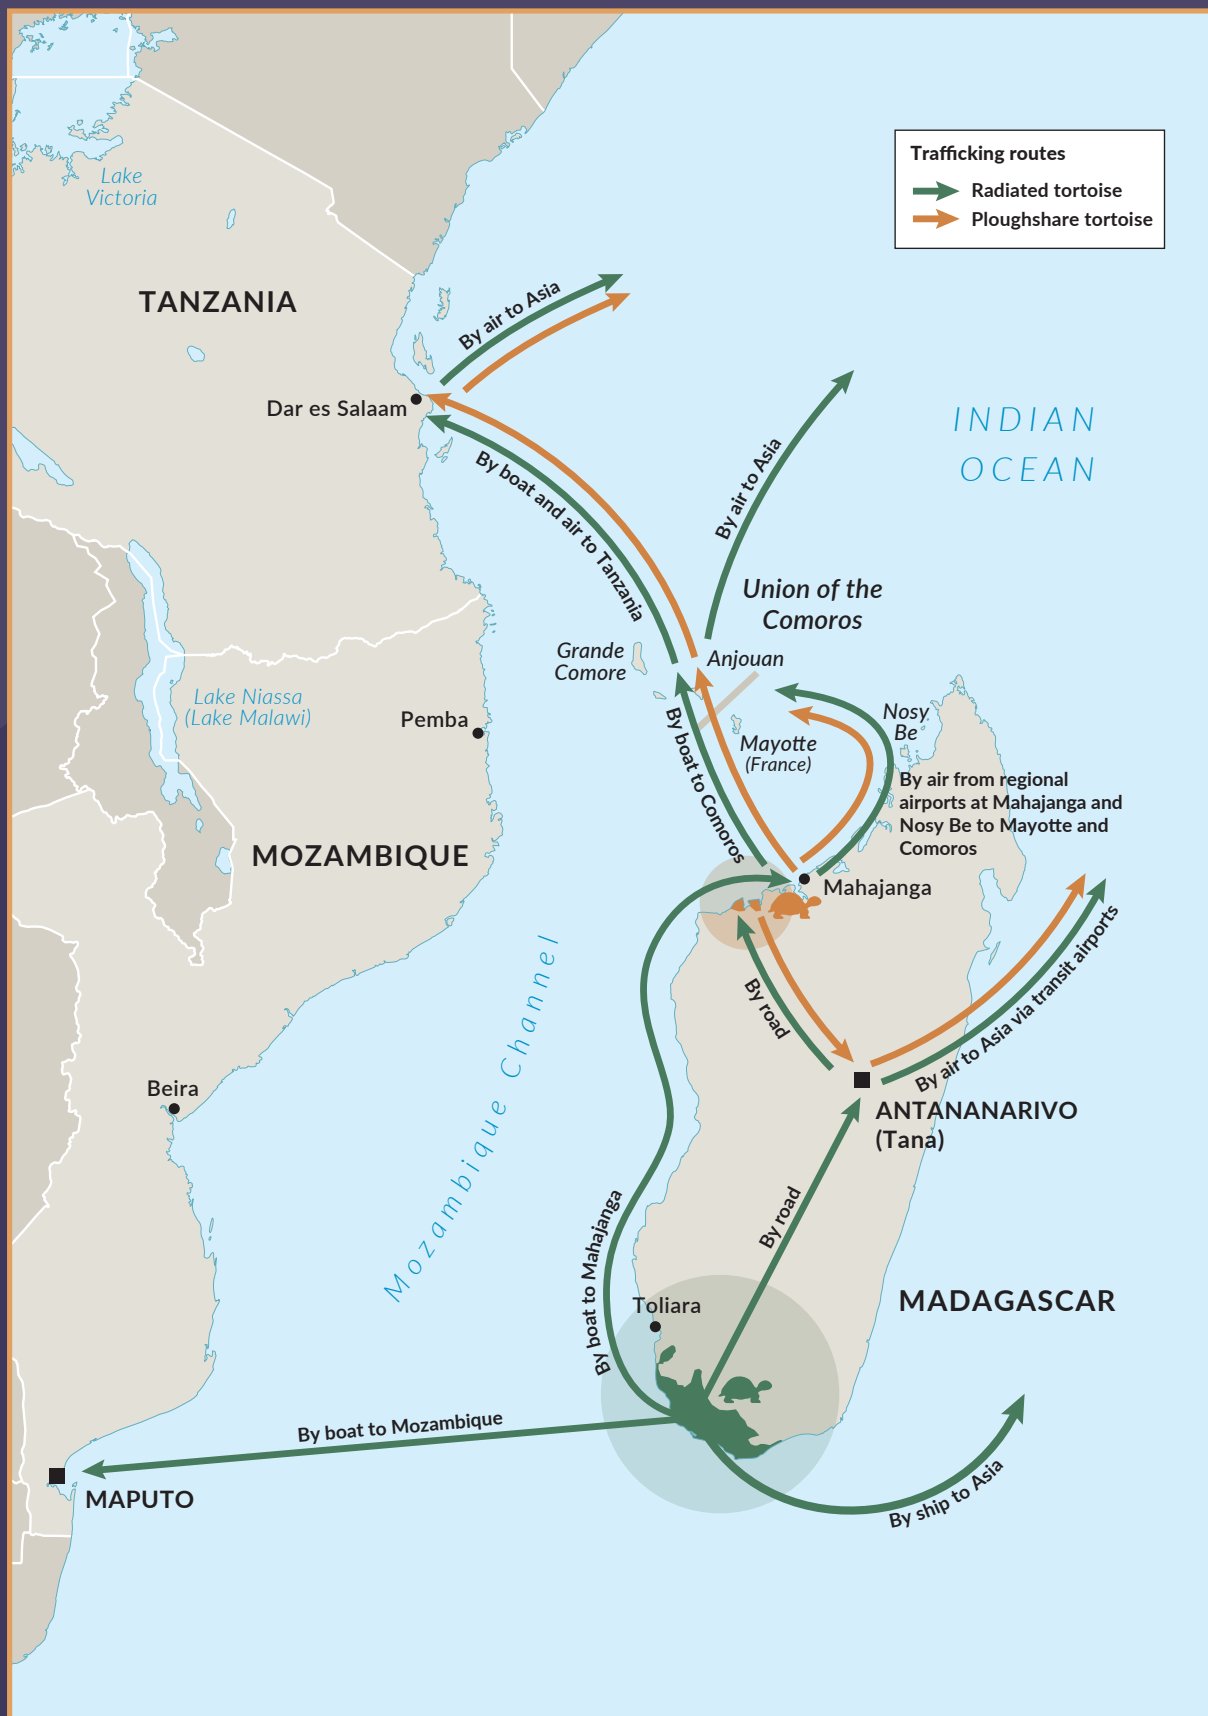 Trafficking routes
Radiated tortoise
Ploughshare tortoise
Lake
Victoria
TANZANIA
By air to Asia
Dar es Salaam
INDIAN
OCEAN
By air to Asia
By boat and air to Tanzania
Union of the
Comoros
Grande
Comore
Anjouan
Lake Niassa
(Lake Malawi)
Pemba
Nosy
Be
Mayotte
(France)
By boat to Comoros
By air from regional
airports at Mahajanga and
Nosy Be to Mayotte and
Comoros
MOZAMBIQUE
Mahajanga
By road
By air to Asia via transit airports
Mozambique Channel
Beira
ANTANANARIVO
(Tana)
By road
By boat to Mahajanga
Toliara
MADAGASCAR
By boat to Mozambique
MAPUTO
By ship to Asia